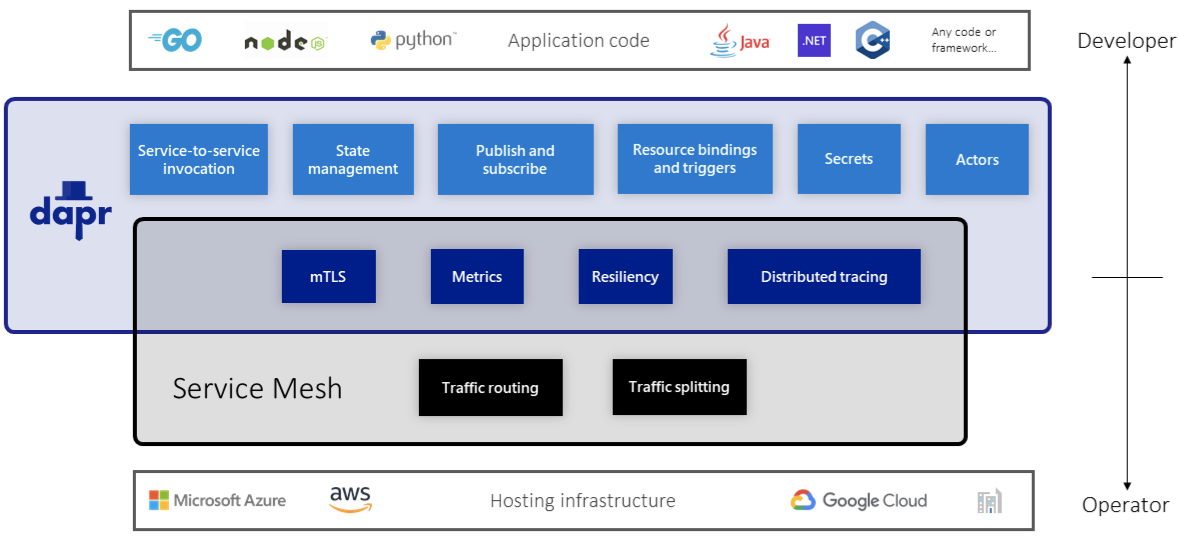 GO
node
JS
python™
Application code
Java
.NET
C++
Any code or
framework...
Developer
Service-to-service
invocation
State
management
Publish and
subscribe
Resource bindings
and triggers
Secrets
Actors
dapr
mTLS
Metrics
Resiliency
Distributed tracing
Service Mesh
Traffic routing
Traffic splitting
Microsoft Azure
aws
Hosting infrastructure
Google Cloud
Operator